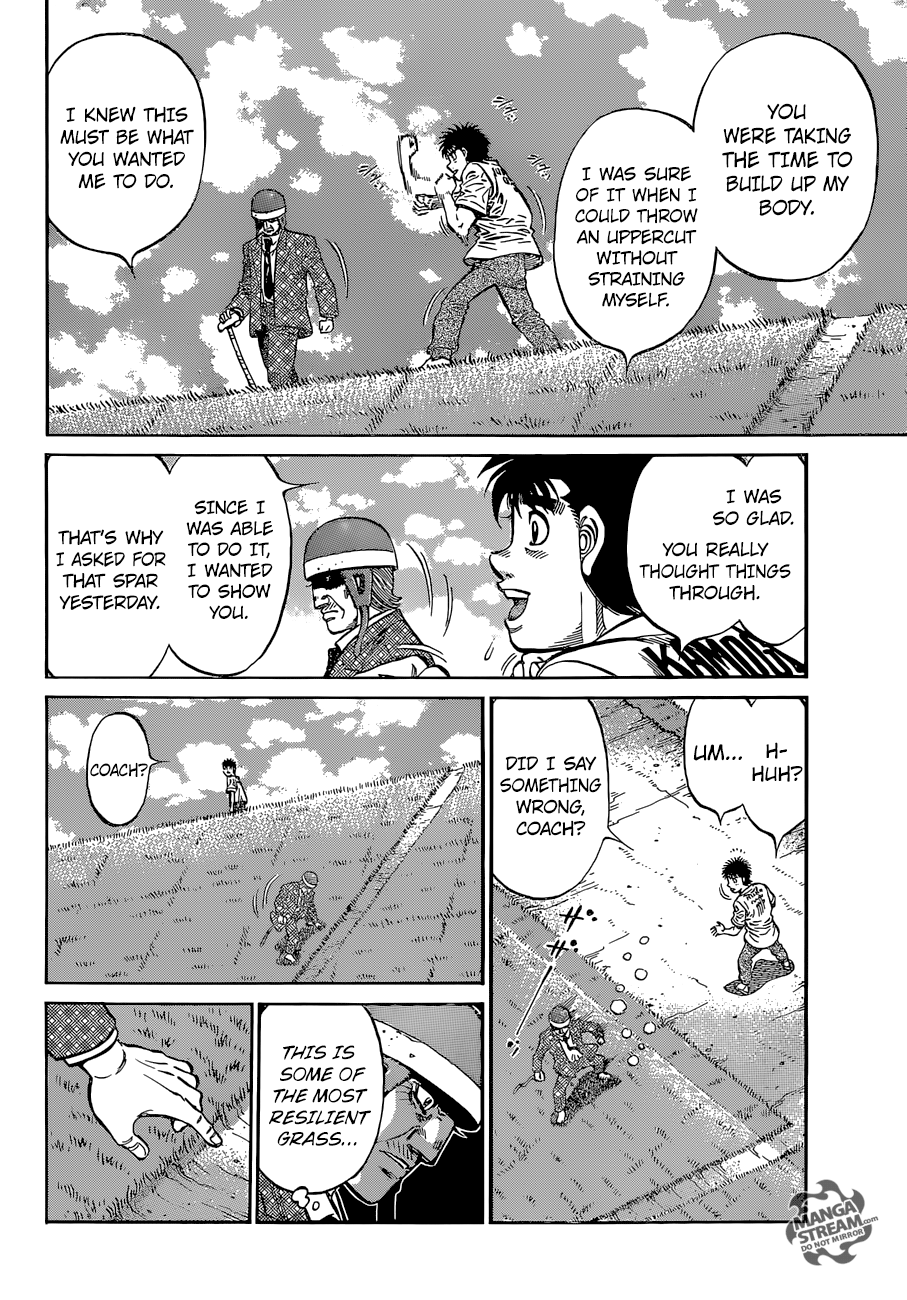 YOU
WERE TAKING
THE TIME TO
BUILD UP MY
BODY.
I WAS SURE
OF IT WHEN I
COULD THROW
AN UPPERCUT
WITHOUT
STRAINING
MYSELF.
I KNEW THIS
MUST BE WHAT
YOU WANTED
ME TO DO.
I WAS
SO GLAD.
YOU REALLY
THOUGHT THINGS
THROUGH.
SINCE I
WAS ABLE
TO DO IT,
I WANTED
TO SHOW
YOU.
THAT'S WHY
I ASKED FOR
THAT SPAR
YESTERDAY.
COACH?
H-
HUH?
UM...
DID I SAY
SOMETHING
WRONG,
COACH?
THIS IS
SOME OF
THE MOST
RESILIENT
GRASS...
MANGA
STREAM.com
DO NOT MIRROR!